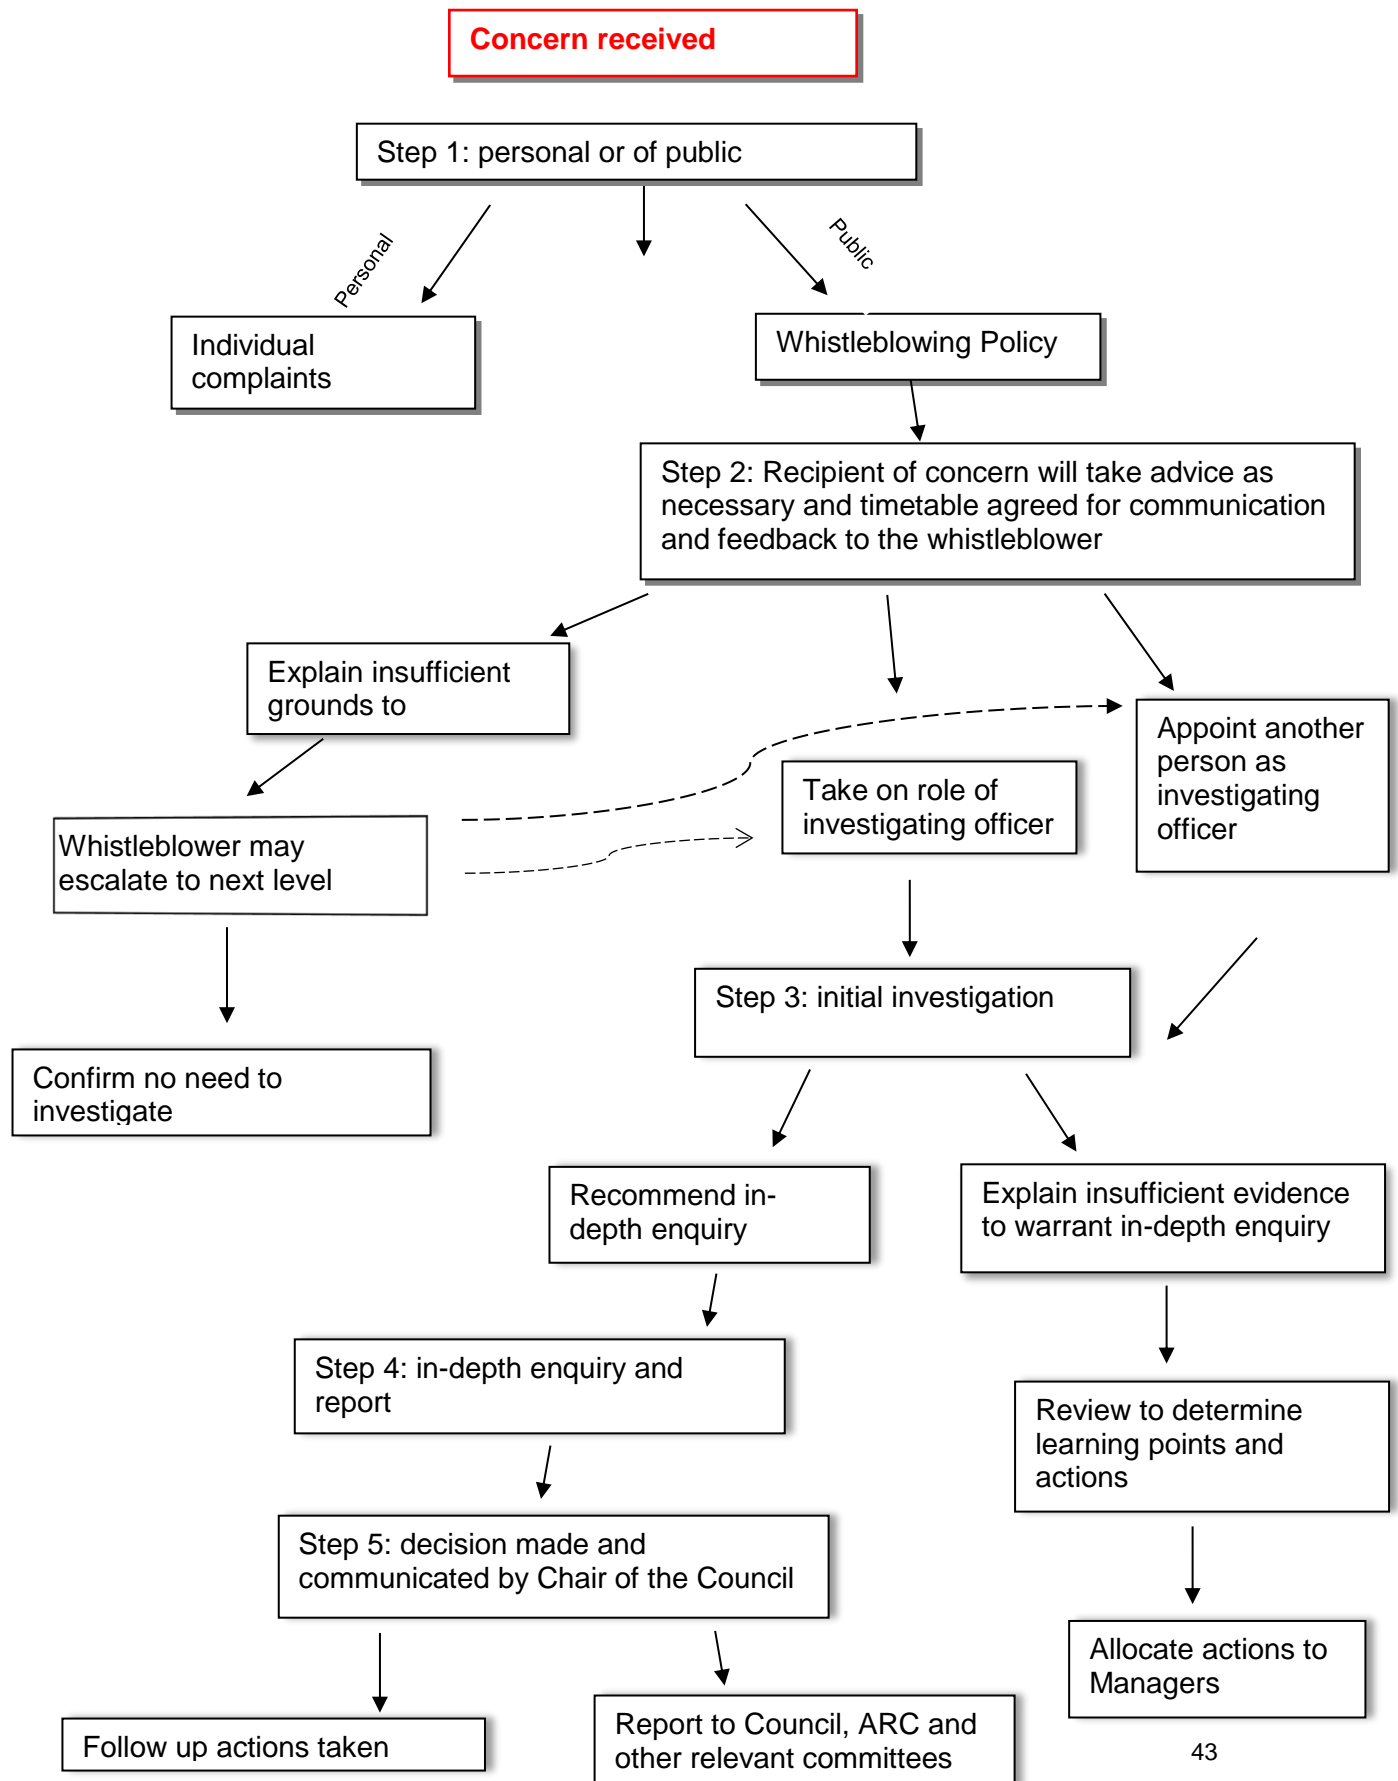 Concern received
Step 1: personal or of public
Personal
Public
Individual
complaints
Whistleblowing Policy
Step 2: Recipient of concern will take advice as
necessary and timetable agreed for communication
and feedback to the whistleblower
Explain insufficient
grounds to
Appoint another
person as
investigating
officer
Take on role of
investigating officer
Whistleblower may
escalate to next level
Step 3: initial investigation
Confirm no need to
investigate
Recommend in-
depth enquiry
Explain insufficient evidence
to warrant in-depth enquiry
Step 4: in-depth enquiry and
report
Review to determine
learning points and
actions
Step 5: decision made and
communicated by Chair of the Council
Allocate actions to
Managers
Follow up actions taken
Report to Council, ARC and
other relevant committees
43